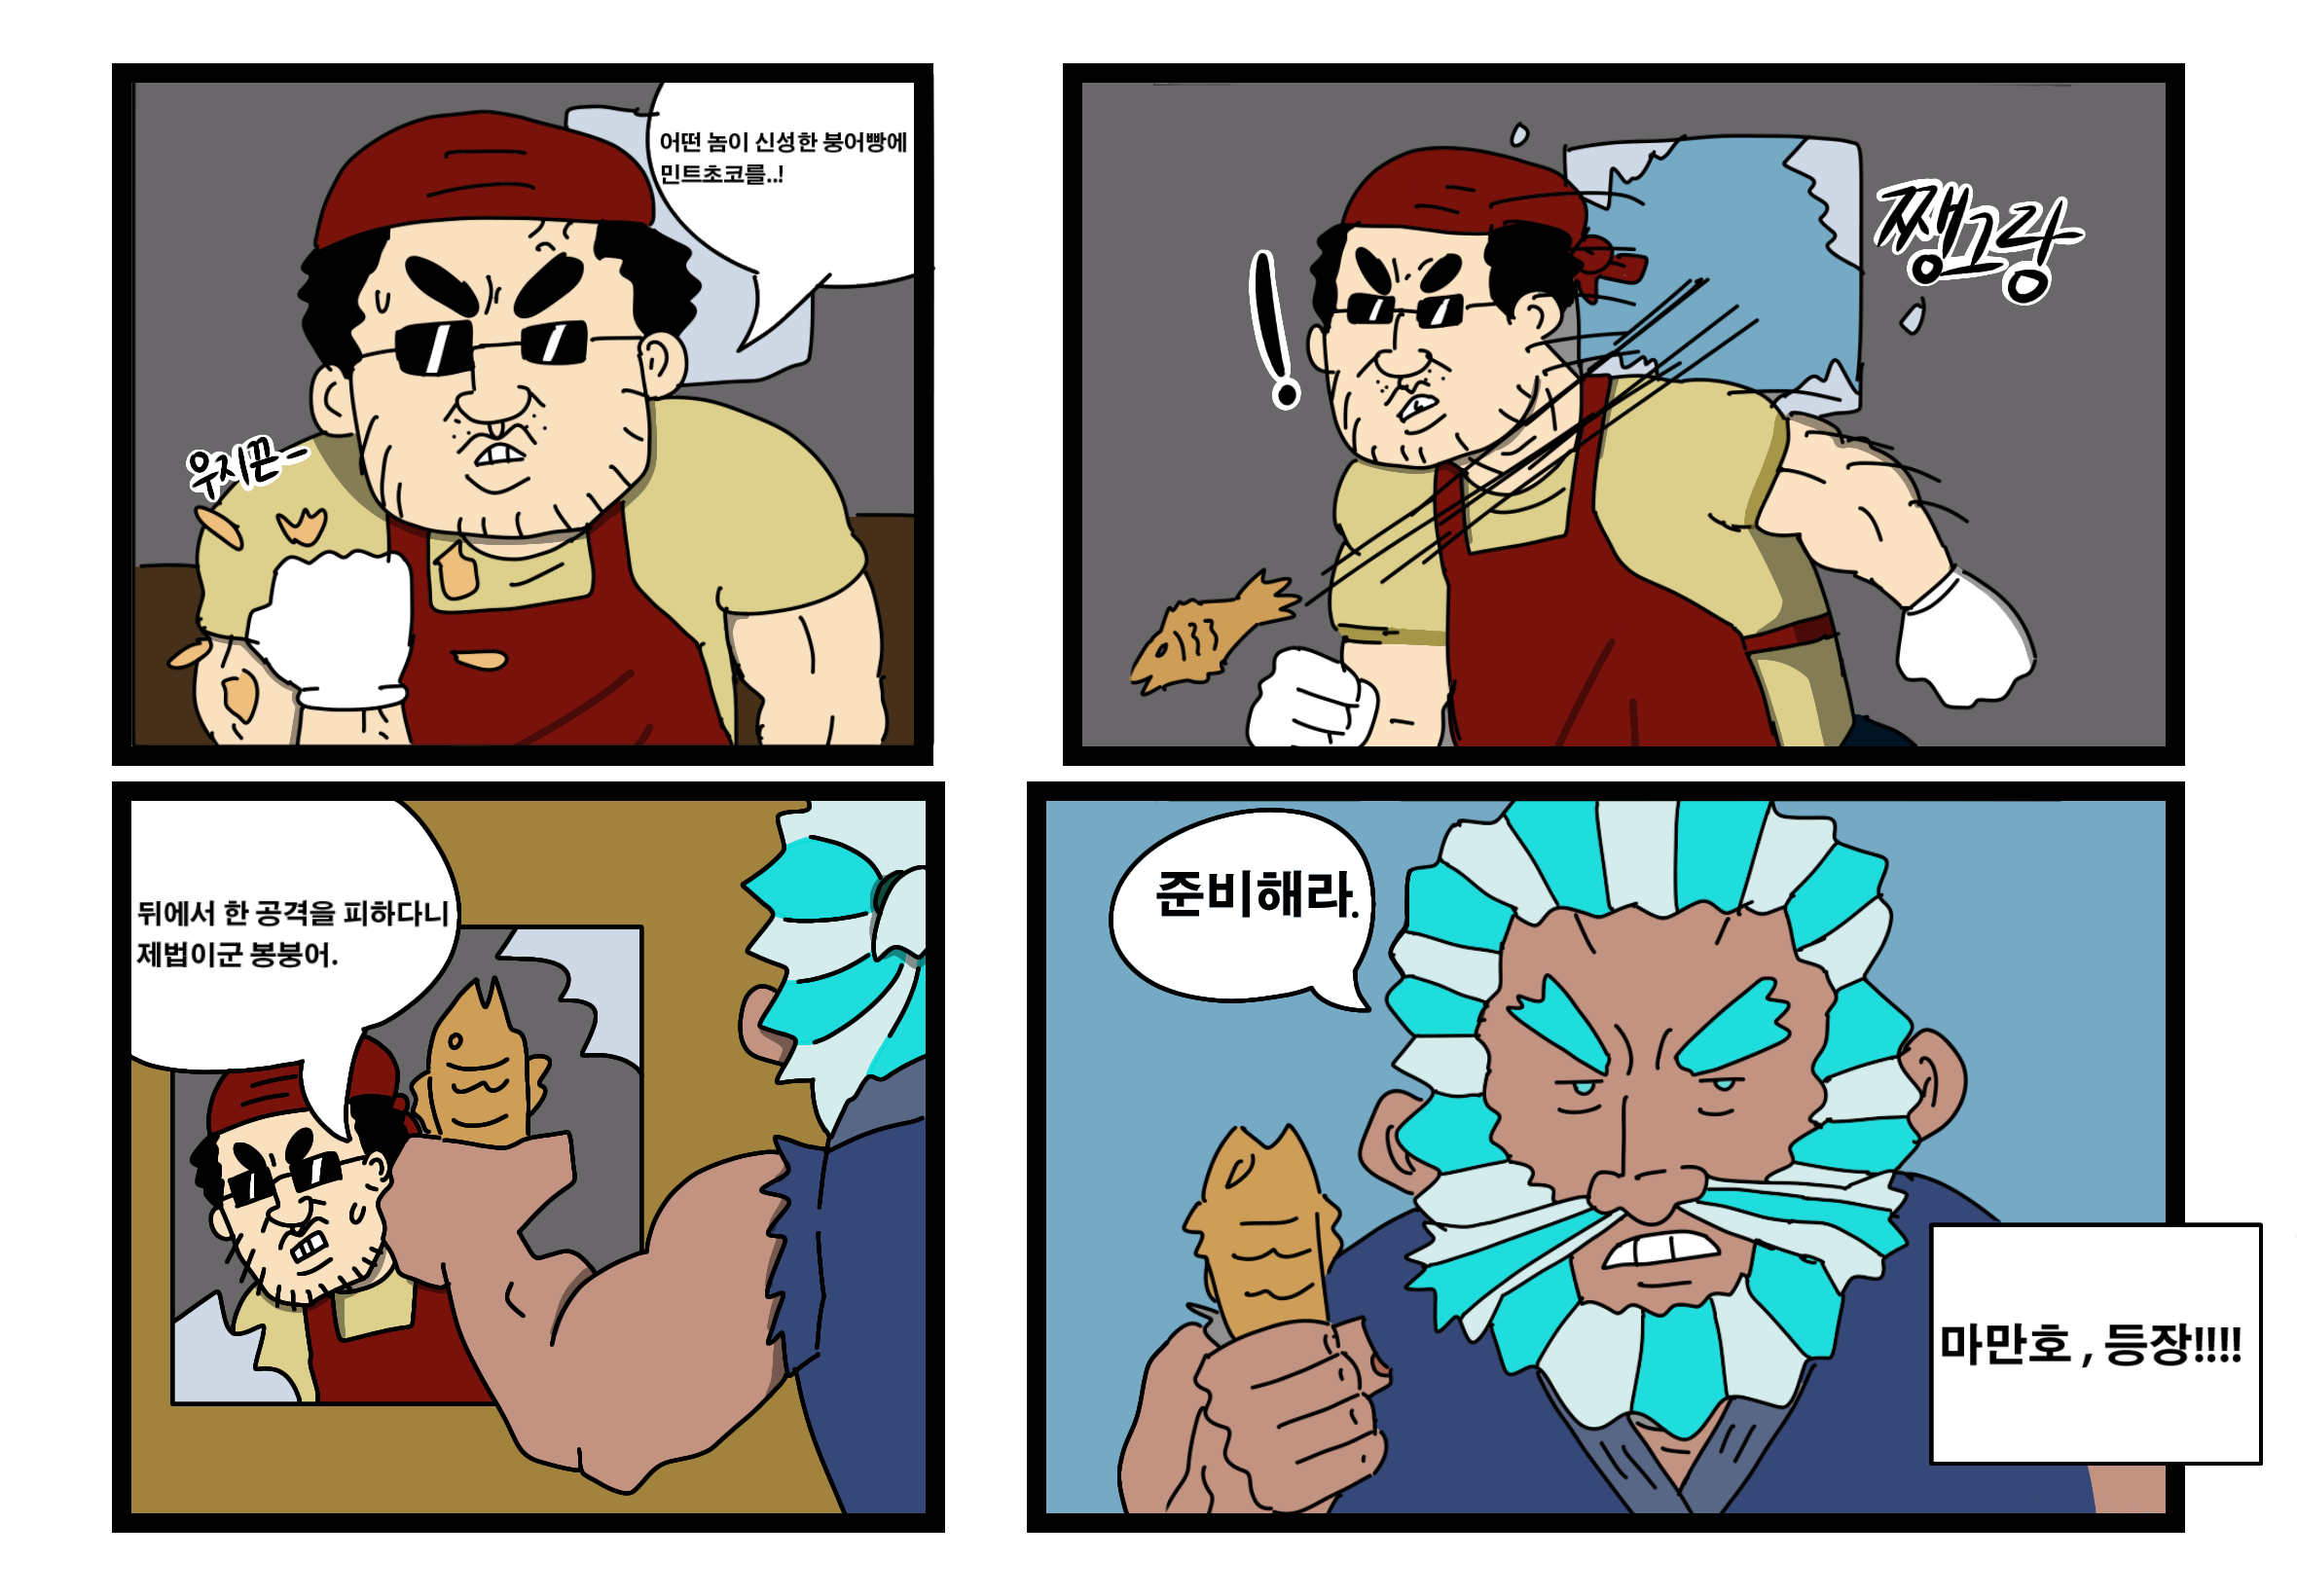 어떤 놈이 신성한 붕어빵에
민트초코를..!
우지끈-
!
쨍그랑
뒤에서 한 공격을 피하다니
제법이군 봉붕어.
준비해라.
마만호, 등장!!!!